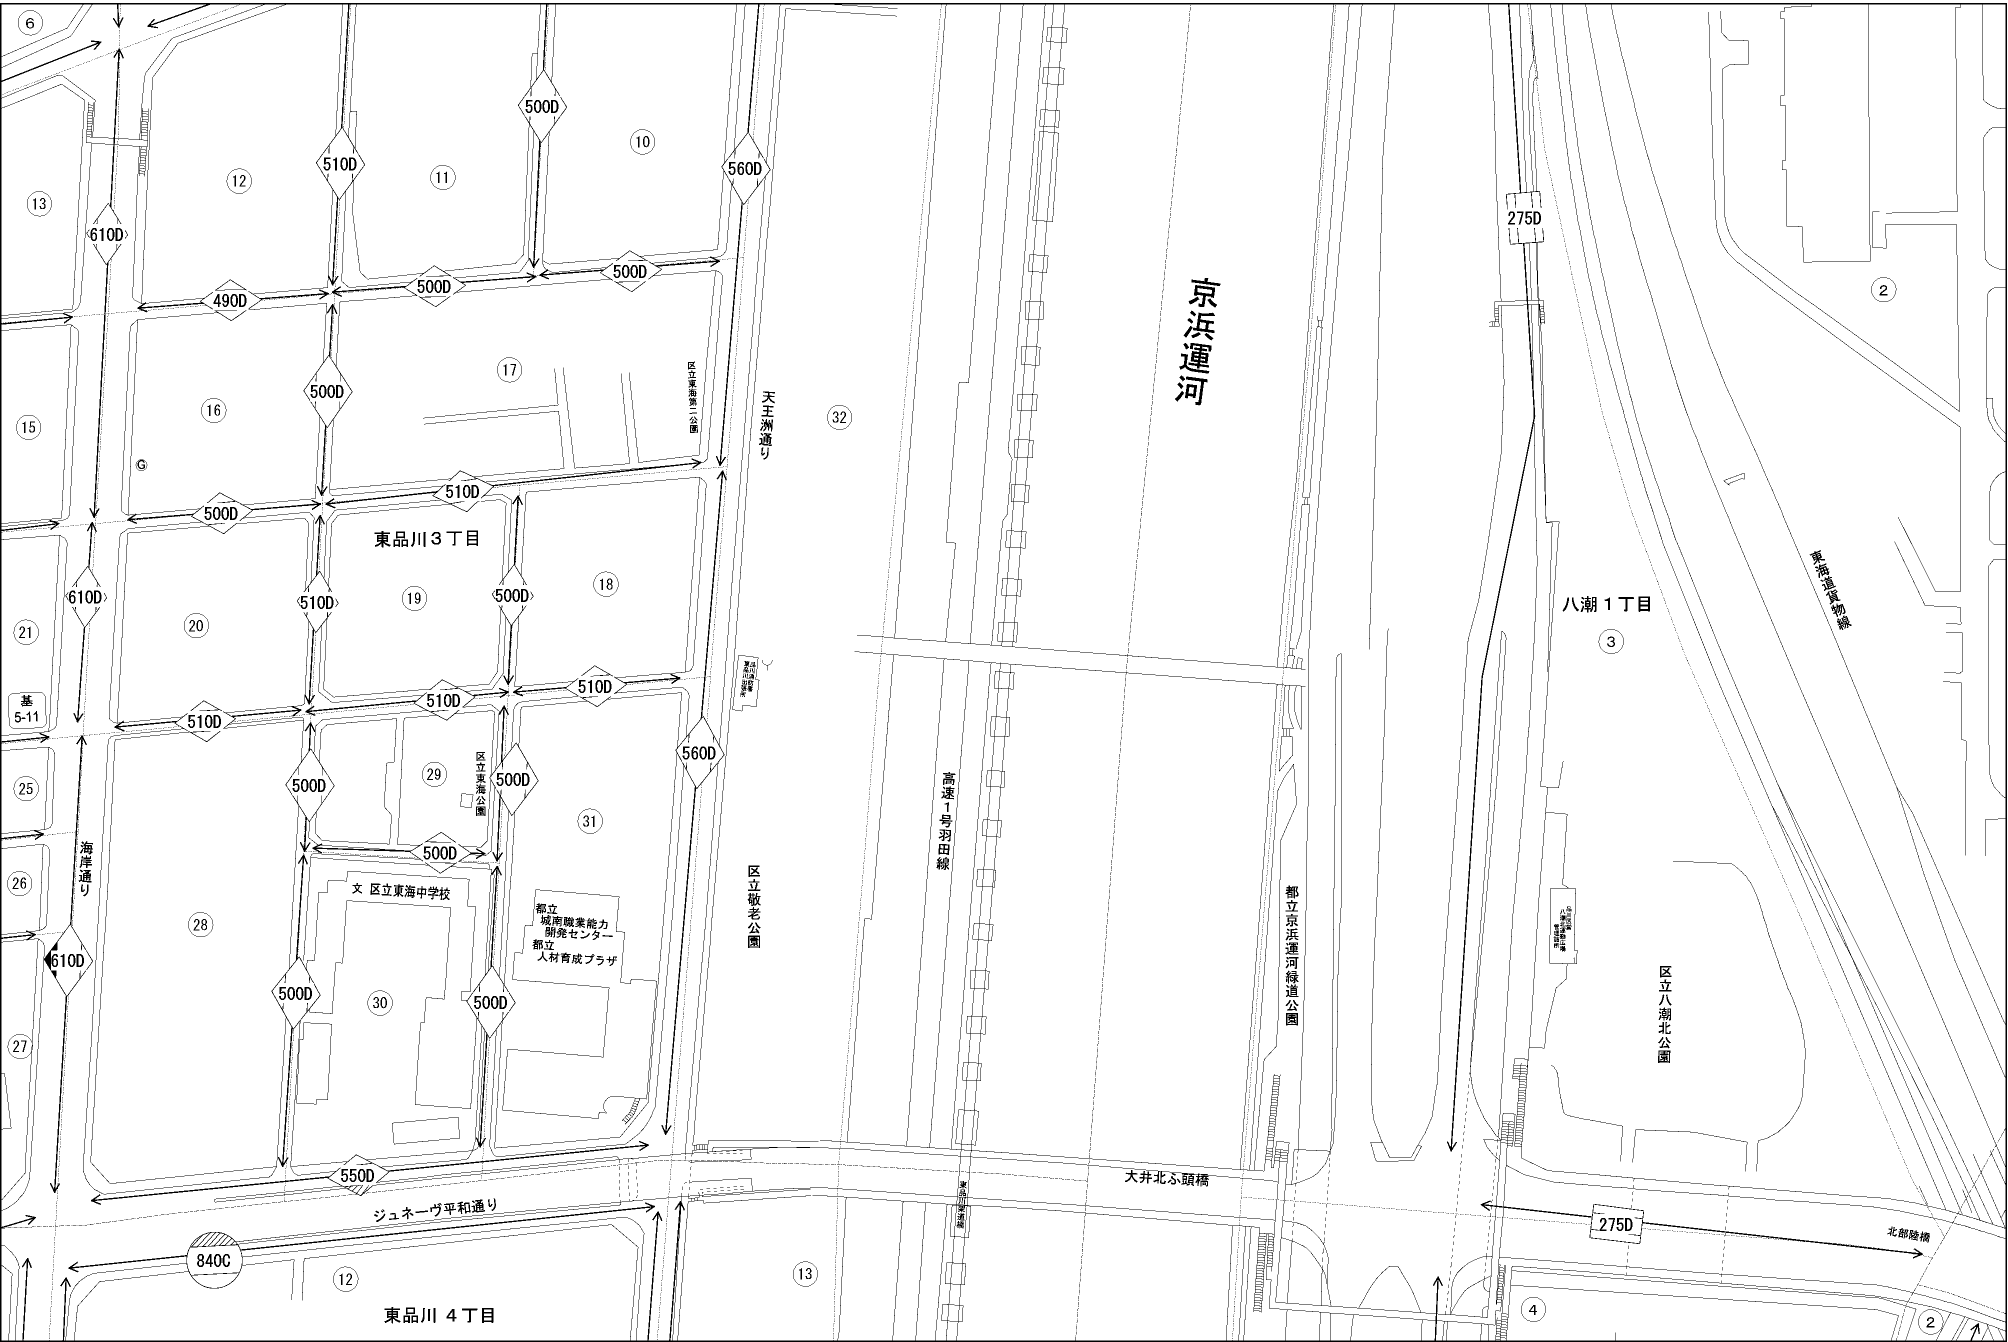 6
13
12
11
10
510D
500D
560D
275D
610D
490D
500D
500D
2
京浜運河
15
16
17
32
500D
区立東海第二公園
天王洲通り
G
500D
510D
東品川3丁目
東海道貨物線
八潮1丁目
3
21
20
19
18
610D
510D
500D
基
5-11
510D
510D
510D
560D
25
29
31
500D
区立東海公園
500D
高速1号羽田線
海岸通り
500D
26
28
文 区立東海中学校
都立
城南職業能力
開発センター
都立
人材育成プラザ
区立敬老公園
都立京浜運河緑道公園
区立八潮北公園
610D
500D
30
500D
27
550D
ジュネーヴ平和通り
大井北ふ頭橋
275D
北部陸橋
840C
12
13
4
2
東品川4丁目